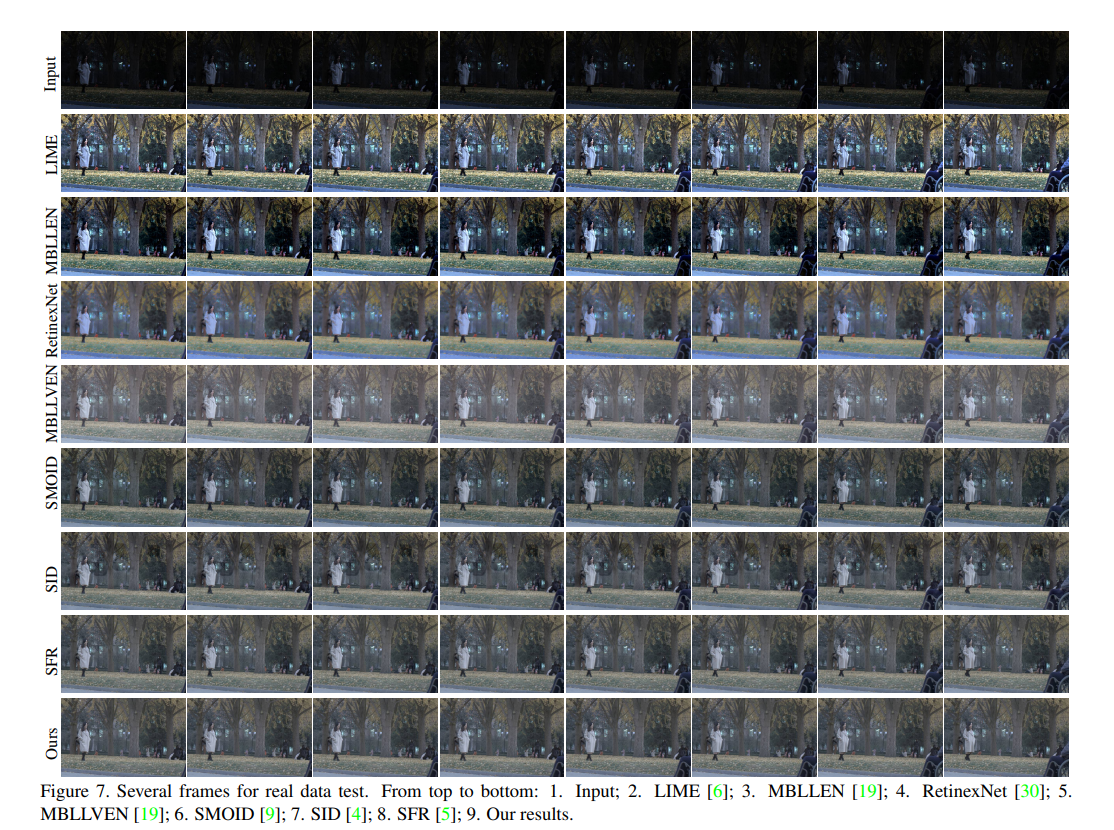 Input
LIME
MBLLEN
RetinexNet
MBLLVEN
SMOID
SID
SFR
Ours
Figure 7. Several frames for real data test. From top to bottom: 1. Input; 2. LIME [6]; 3. MBLLEN [19]; 4. RetinexNet [30]; 5.
MBLLVEN [19]; 6. SMOID [9]; 7. SID [4]; 8. SFR [5]; 9. Our results.